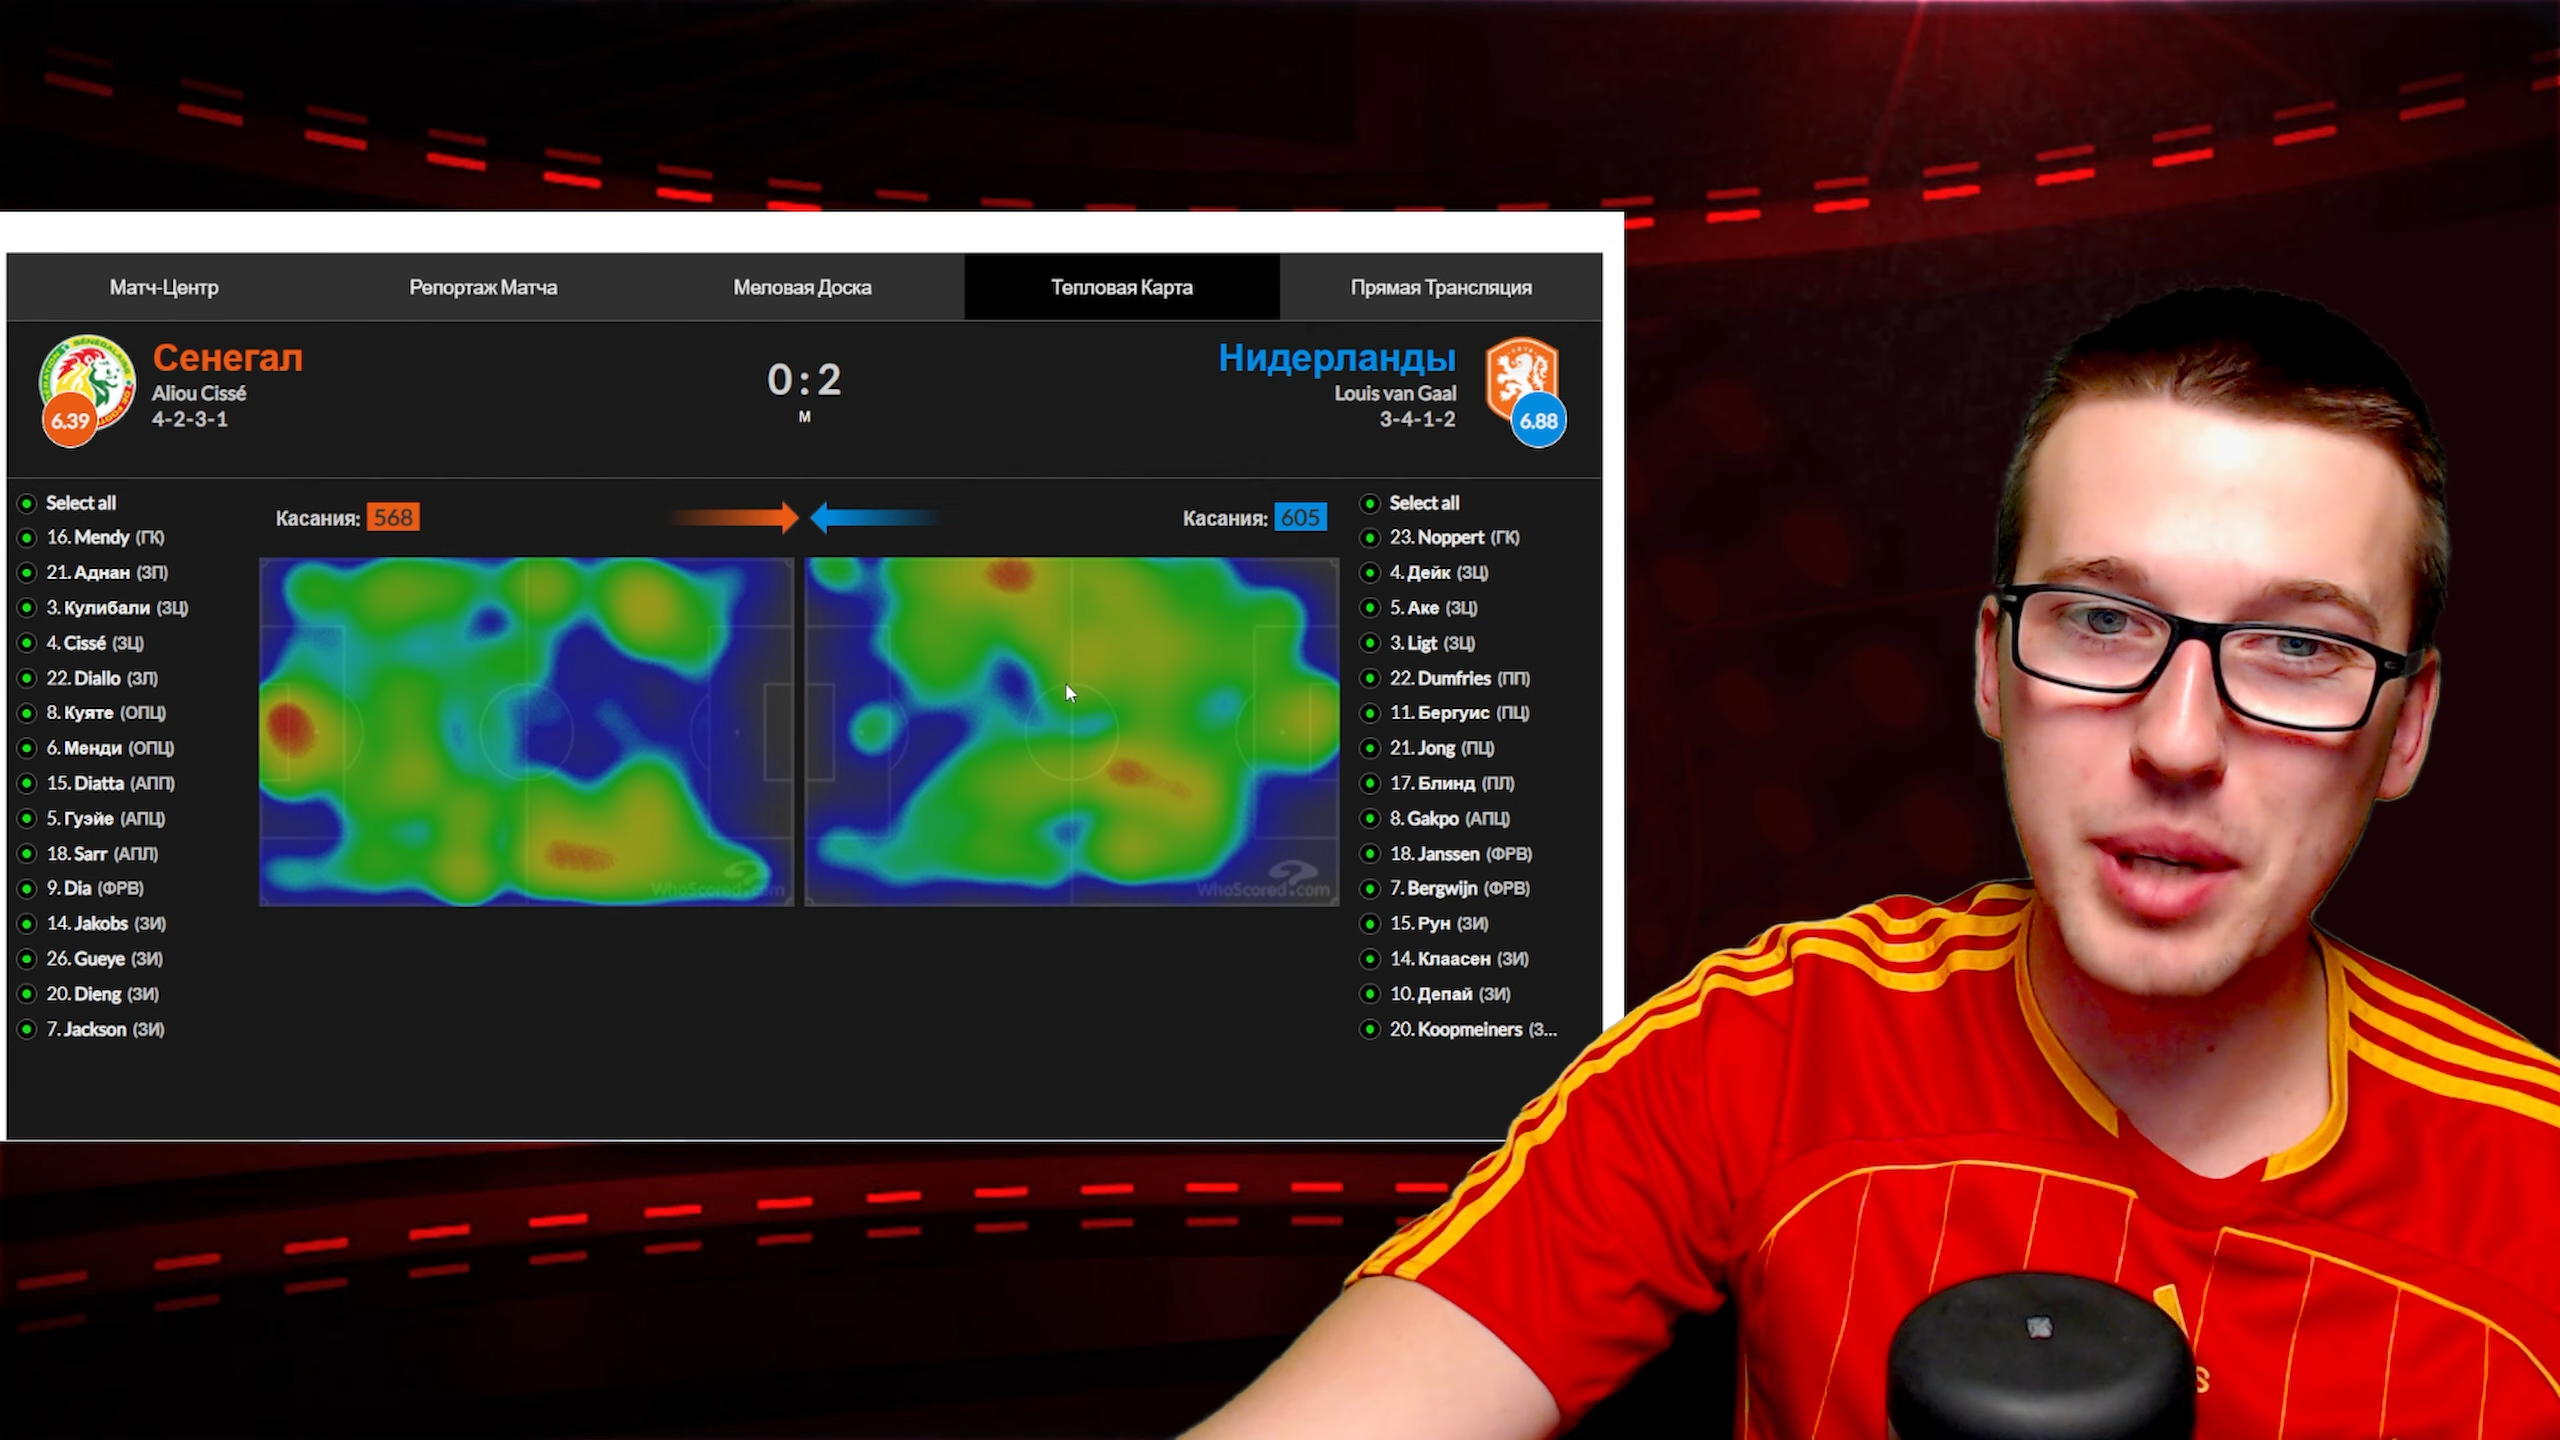 Матч-Центр
Репортаж Матча
Меловая Доска
Тепловая Карта
Прямая Трансляция
Сенегал
Aliou Cissé
4-2-3-1
6.39
0 : 2
м
Нидерланды
Louis van Gaal
3-4-1-2
6.88
Select all
16. Mendy (ГК)
21. Аднан (ЗП)
3. Кулибали (ЗЦ)
4. Cissé (ЗЦ)
22. Diallo (ЗЛ)
8. Куяте (ОПЦ)
6. Менди (ОПЦ)
15. Diatta (АПП)
5. Гуэйе (АПЦ)
18. Sarr (АПЛ)
9. Dia (ФРВ)
14. Jakobs (ЗИ)
26. Gueye (ЗИ)
20. Dieng (ЗИ)
7. Jackson (ЗИ)
Касания: 568
Касания: 605
WhoScored.com
WhoScored.com
Select all
23. Noppert (ГК)
4. Дейк (ЗЦ)
5. Аке (ЗЦ)
3. Ligt (ЗЦ)
22. Dumfries (ПП)
11. Бергуис (ПЦ)
21. Jong (ПЦ)
17. Блинд (ПЛ)
8. Gakpo (АПЦ)
18. Janssen (ФРВ)
7. Bergwijn (ФРВ)
15. Рун (ЗИ)
14. Клаасен (ЗИ)
10. Депай (ЗИ)
20. Koopmeiners (З...